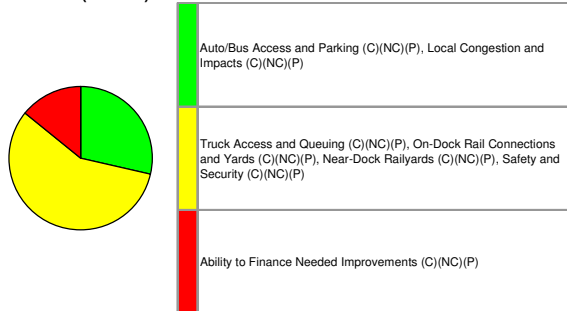 Auto/Bus Access and Parking (C)(NC)(P), Local Congestion and
Impacts (C)(NC)(P)
Truck Access and Queuing (C)(NC)(P), On-Dock Rail Connections
and Yards (C)(NC)(P), Near-Dock Railyards (C)(NC)(P), Safety and
Security (C)(NC)(P)
Ability to Finance Needed Improvements (C)(NC)(P)